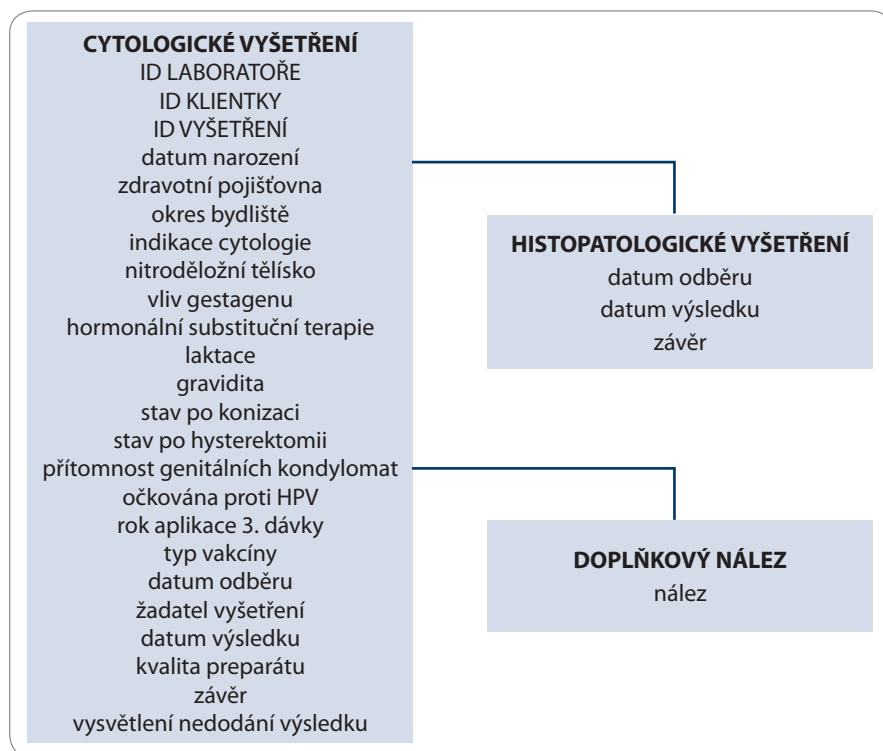 CYTOLOGICKÉ VYŠETŘENÍ
ID LABORATOŘE
ID KLIENTKY
ID VYŠETŘENÍ
datum narození
zdravotní pojišťovna
okres bydliště
indikace cytologie
nitroděložní tělísko
vliv gestagenu
hormonální substituční terapie
laktace
gravidita
stav po konizaci
stav po hysterektomii
přítomnost genitálních kondylomat
očkována proti HPV
rok aplikace 3. dávky
typ vakcíny
datum odběru
žadatel vyšetření
datum výsledku
kvalita preparátu
závěr
vysvětlení nedodání výsledku
HISTOPATOLOGICKÉ VYŠETŘENÍ
datum odběru
datum výsledku
závěr
DOPLŇKOVÝ NÁLEZ
nález